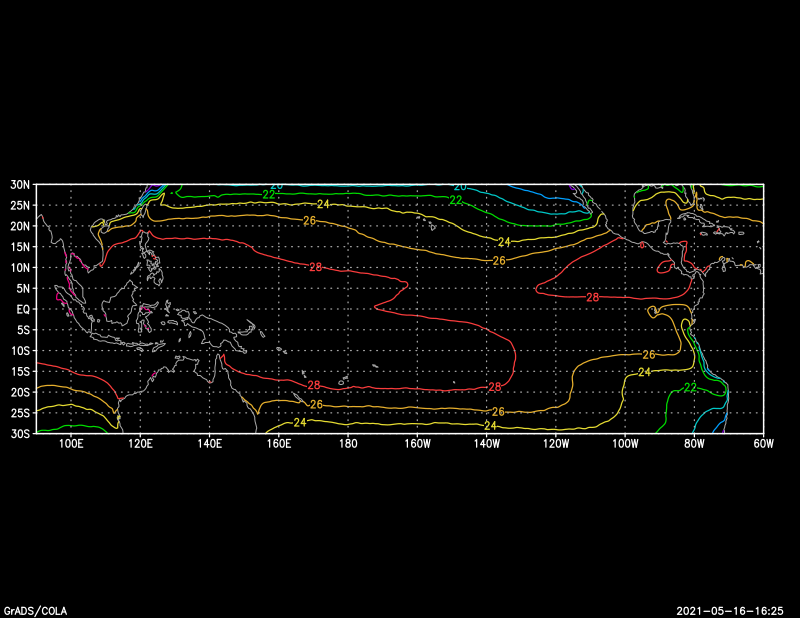 30N
25N
20N
15N
10N
5N
EQ
5S
10S
15S
20S
25S
30S
20 20
22 22
24 24
26 26
28 28
26
24
28 28 22
26 26
24 24
100E 120E 140E 160E 180 160W 140W 120W 100W 80W 60W
GrADS/COLA 2021-05-16-16:25